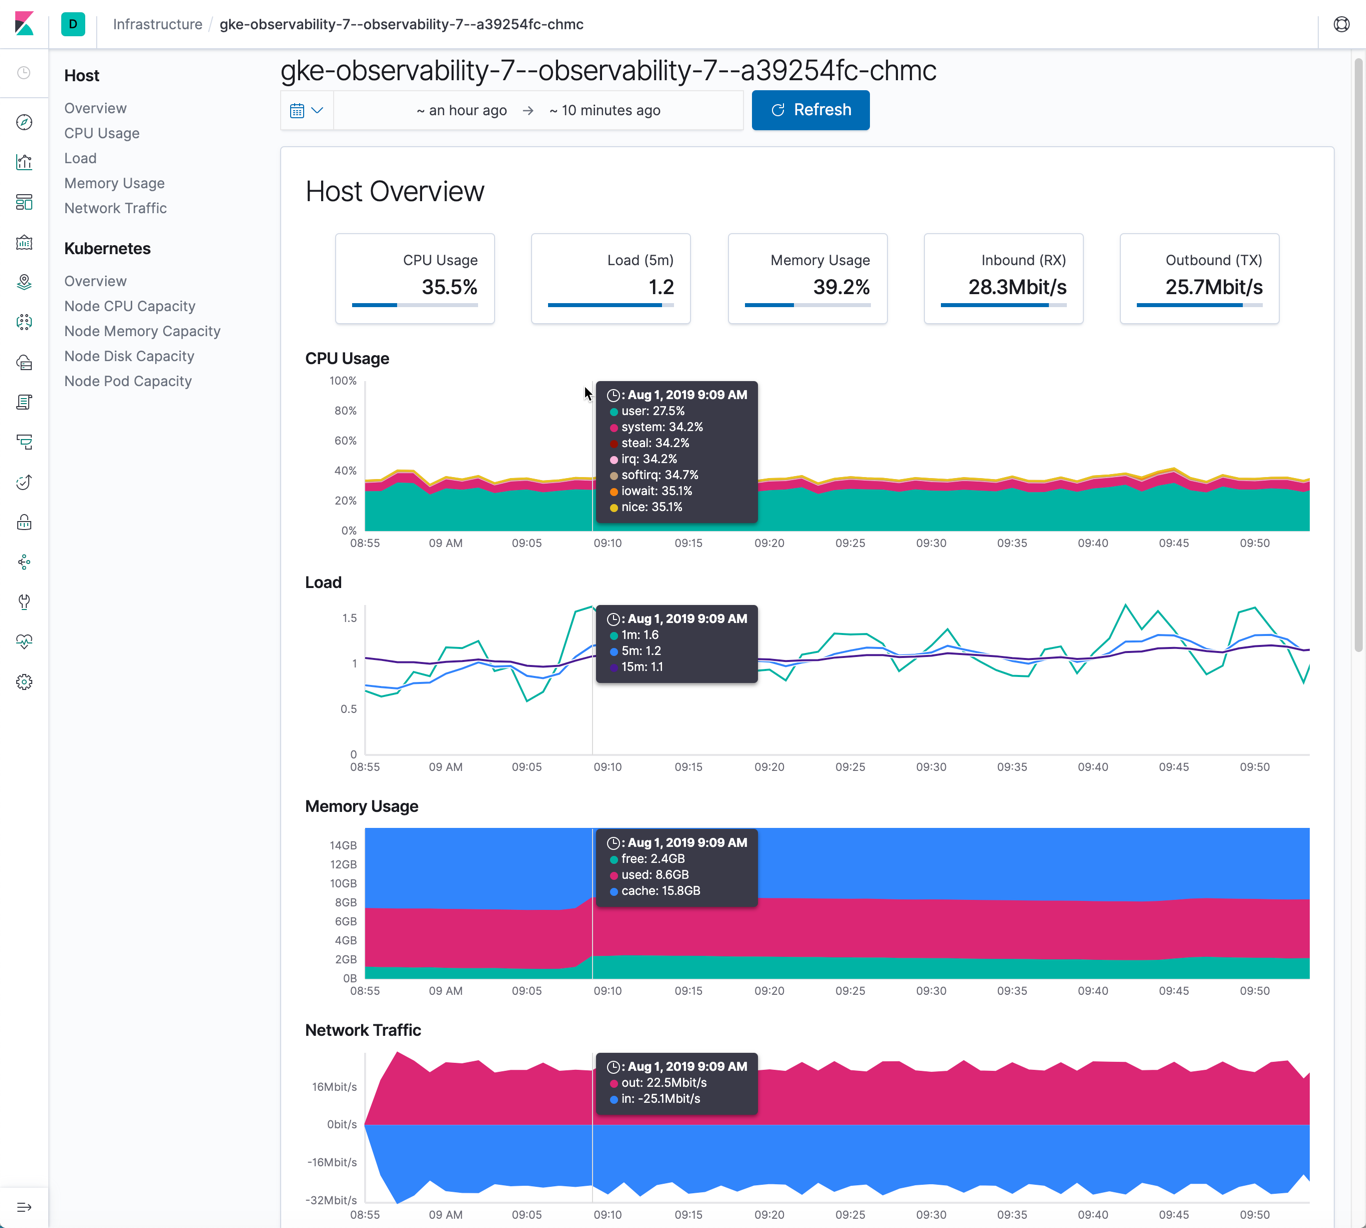 D
Infrastructure / gke-observability-7--observability-7--a39254fc-chmc
Host
Overview
CPU Usage
Load
Memory Usage
Network Traffic
Kubernetes
Overview
Node CPU Capacity
Node Memory Capacity
Node Disk Capacity
Node Pod Capacity
gke-observability-7--observability-7--a39254fc-chmc
~ an hour ago → ~ 10 minutes ago
Refresh
Host Overview
CPU Usage
35.5%
Load (5m)
1.2
Memory Usage
39.2%
Inbound (RX)
28.3Mbit/s
Outbound (TX)
25.7Mbit/s
CPU Usage
100%
80%
60%
40%
20%
0%
: Aug 1, 2019 9:09 AM
user: 27.5%
system: 34.2%
steal: 34.2%
irq: 34.2%
softirq: 34.7%
iowait: 35.1%
nice: 35.1%
08:55 09 AM 09:05 09:10 09:15 09:20 09:25 09:30 09:35 09:40 09:45 09:50
Load
1.5
1
0.5
0
: Aug 1, 2019 9:09 AM
1m: 1.6
5m: 1.2
15m: 1.1
08:55 09 AM 09:05 09:10 09:15 09:20 09:25 09:30 09:35 09:40 09:45 09:50
Memory Usage
14GB
12GB
10GB
8GB
6GB
4GB
2GB
0B
: Aug 1, 2019 9:09 AM
free: 2.4GB
used: 8.6GB
cache: 15.8GB
08:55 09 AM 09:05 09:10 09:15 09:20 09:25 09:30 09:35 09:40 09:45 09:50
Network Traffic
16Mbit/s
0bit/s
-16Mbit/s
-32Mbit/s
: Aug 1, 2019 9:09 AM
out: 22.5Mbit/s
in: -25.1Mbit/s
08:55 09 AM 09:05 09:10 09:15 09:20 09:25 09:30 09:35 09:40 09:45 09:50